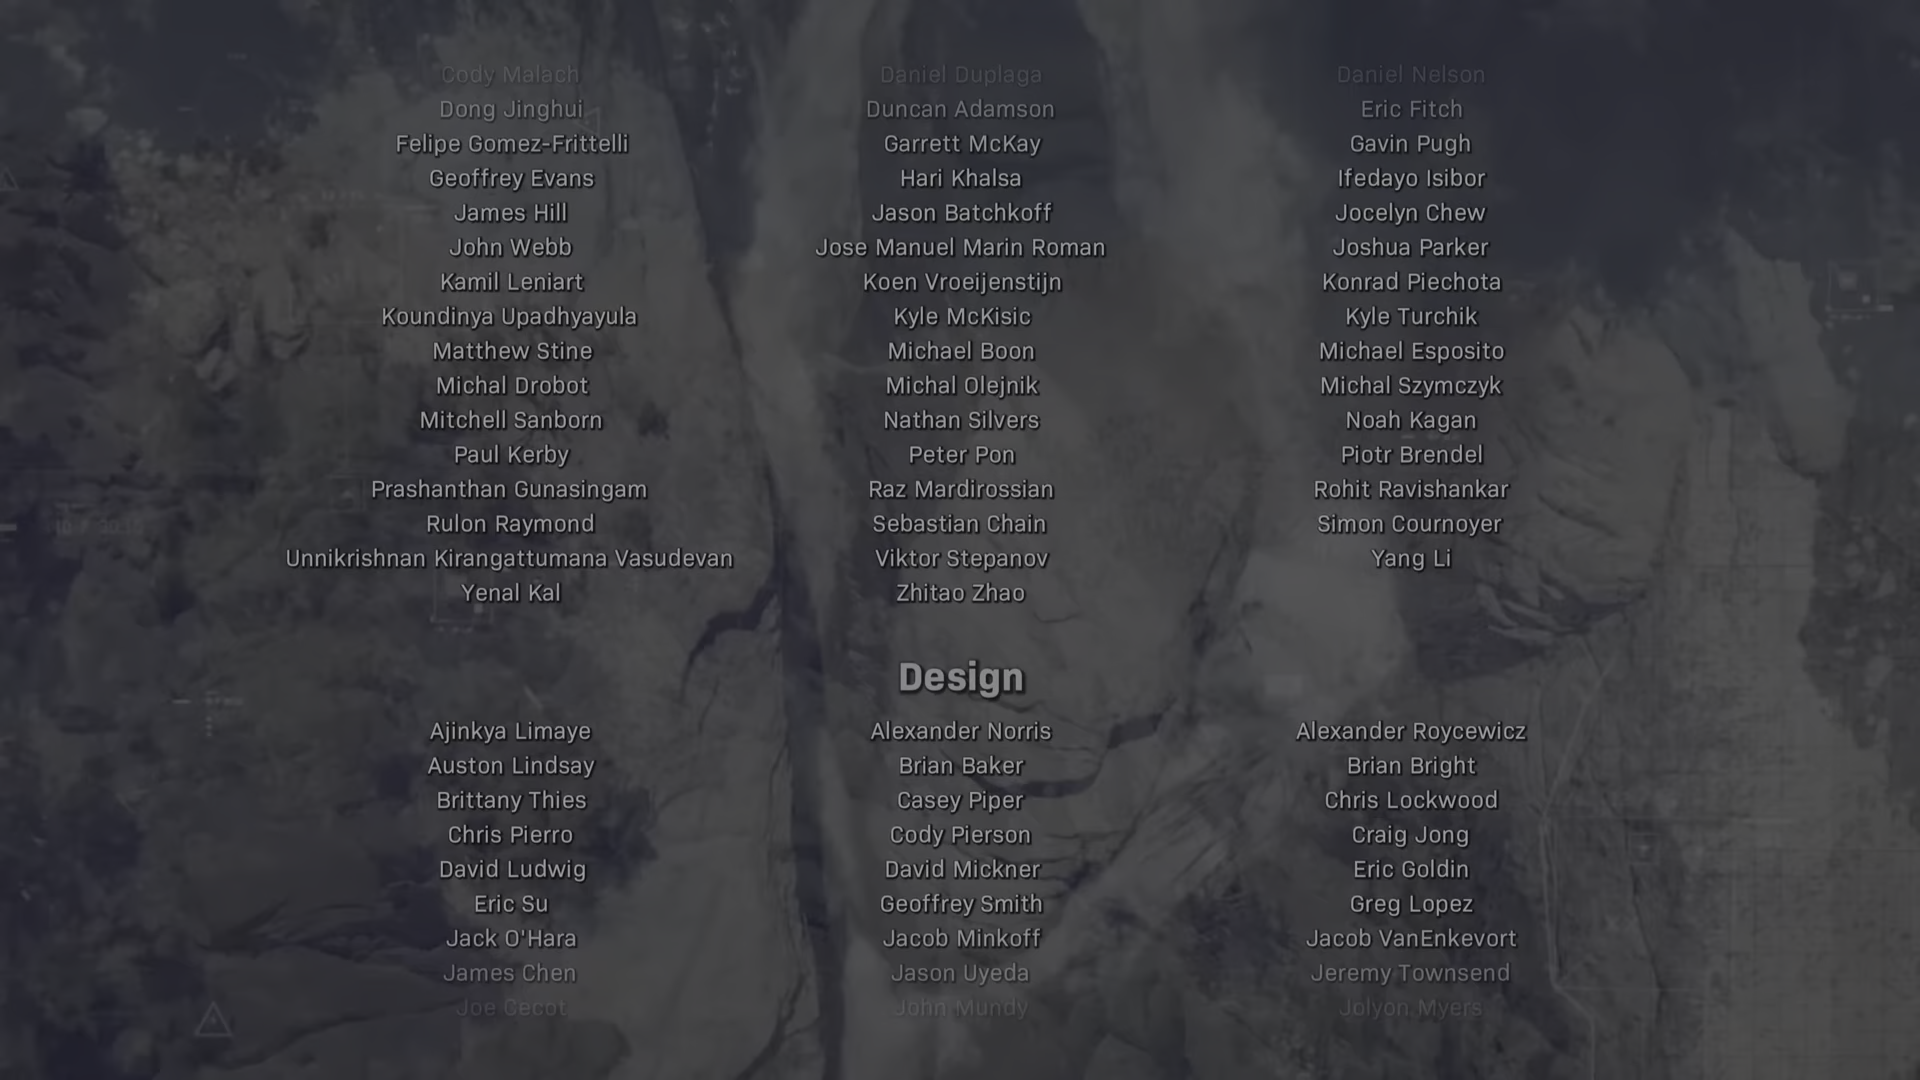 Cody Malach Daniel Duplaga Daniel Nelson
Dong Jinghui Duncan Adamson Eric Fitch
Felipe Gomez-Frittelli Garrett McKay Gavin Pugh
Geoffrey Evans Hari Khalsa Ifedayo Isibor
James Hill Jason Batchkoff Jocelyn Chew
John Webb Jose Manuel Marin Roman Joshua Parker
Kamil Leniart Koen Vroeijenstijn Konrad Piechota
Koundinya Upadhyayula Kyle McKisic Kyle Turchik
Matthew Stine Michael Boon Michael Esposito
Michal Drobot Michal Olejnik Michal Szymczyk
Mitchell Sanborn Nathan Silvers Noah Kagan
Paul Kerby Peter Pon Piotr Brendel
Prashanthan Gunasingam Raz Mardirossian Rohit Ravishankar
Rulon Raymond Sebastian Chain Simon Cournoyer
Unnikrishnan Kirangattumana Vasudevan Viktor Stepanov Yang Li
Yenal Kal Zhitao Zhao
Design
Ajinkya Limaye Alexander Norris Alexander Roycewicz
Auston Lindsay Brian Baker Brian Bright
Brittany Thies Casey Piper Chris Lockwood
Chris Pierro Cody Pierson Craig Jong
David Ludwig David Mickner Eric Goldin
Eric Su Geoffrey Smith Greg Lopez
Jack O'Hara Jacob Minkoff Jacob VanEnkevort
James Chen Jason Uyeda Jeremy Townsend
Joe Cecot John Mundy Jolyon Myers